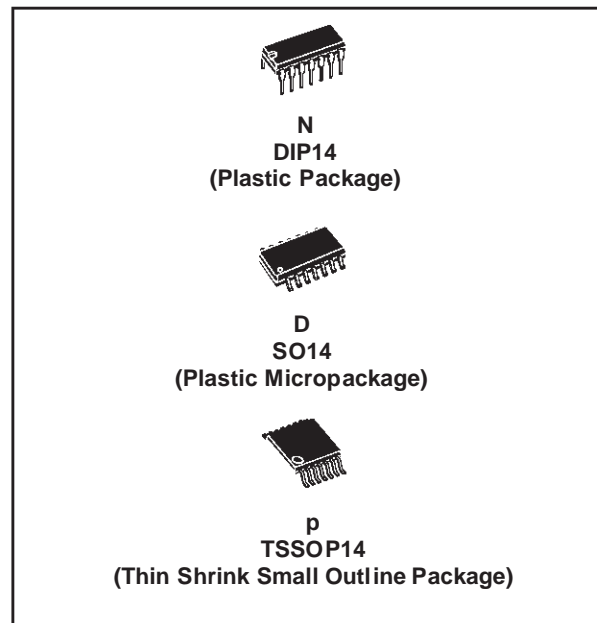 N
DIP14
(Plastic Package)
D
SO14
(Plastic Micropackage)
p
TSSOP14
(Thin Shrink Small Outline Package)